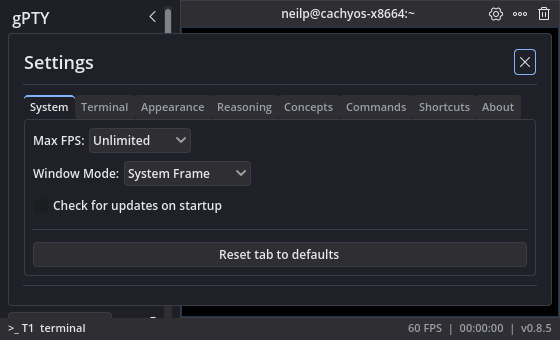 gPTY
neilp@cachyos-x8664:~
Settings
System Terminal Appearance Reasoning Concepts Commands Shortcuts About
Max FPS: Unlimited
Window Mode: System Frame
Check for updates on startup
Reset tab to defaults
>_ T1 terminal
60 FPS | 00:00:00 | v0.8.5